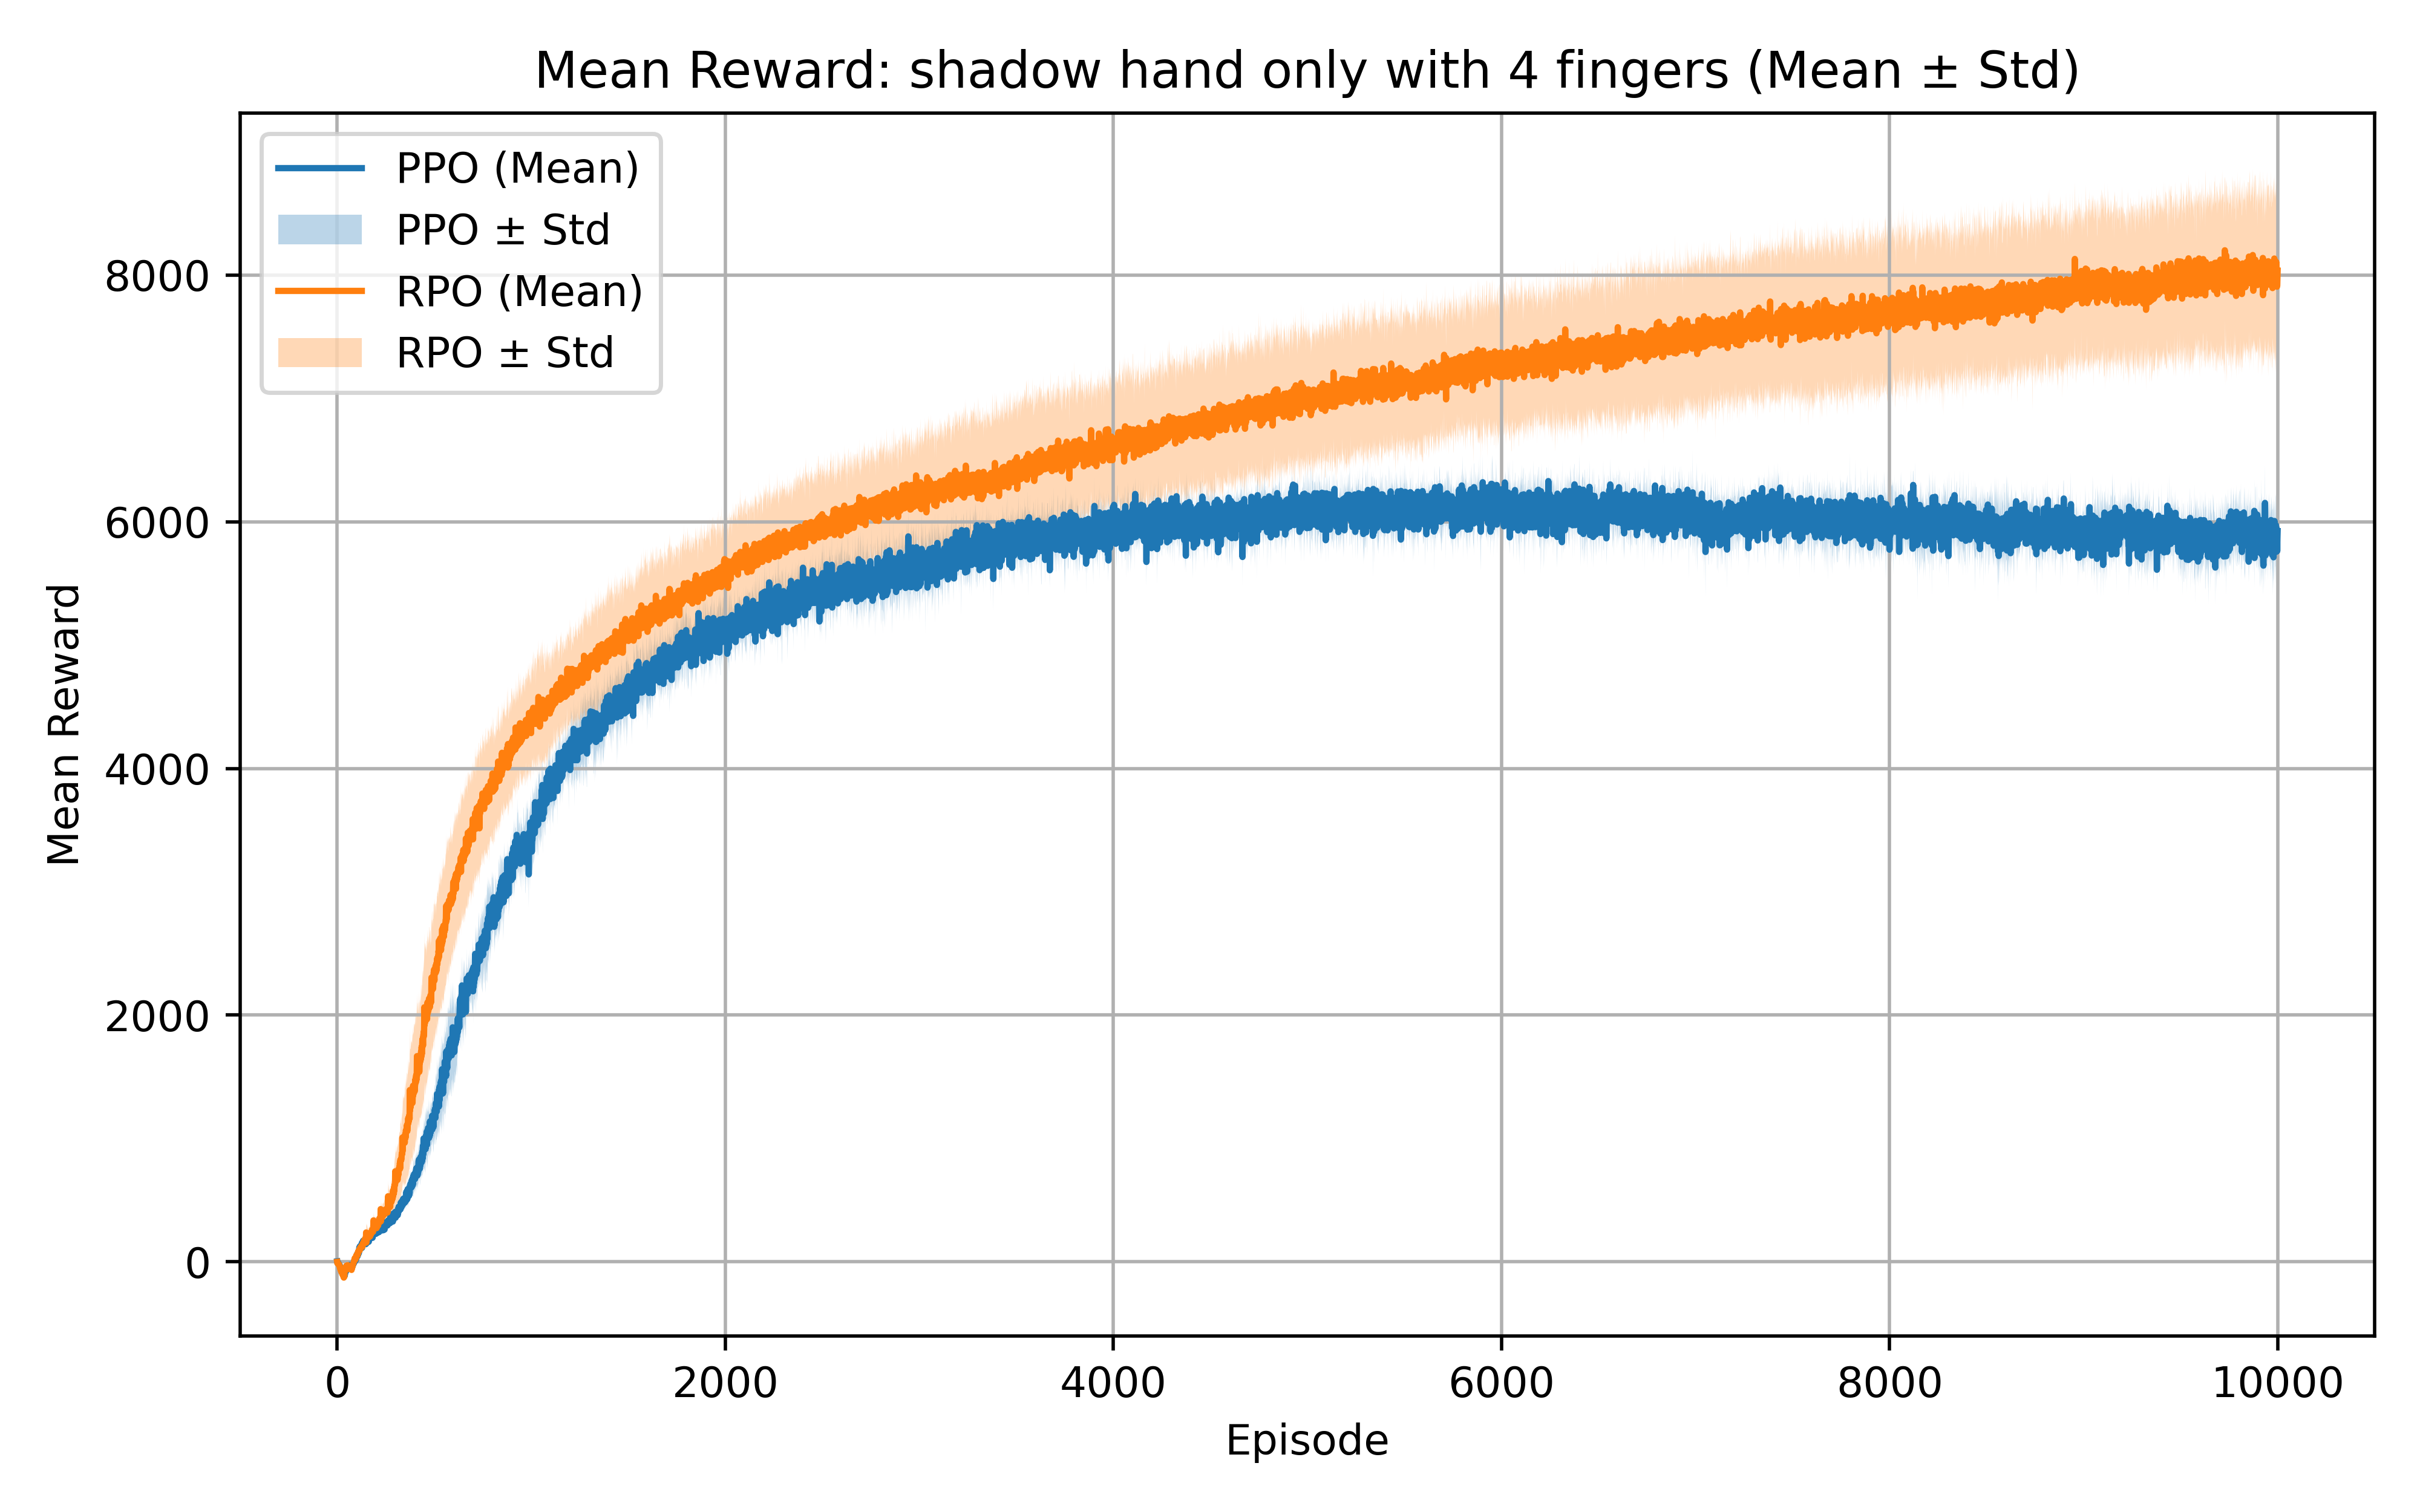 Mean Reward: shadow hand only with 4 fingers (Mean ± Std)
PPO (Mean)
PPO ± Std
RPO (Mean)
RPO ± Std
8000
6000
4000
2000
0
Mean Reward
0 2000 4000 6000 8000 10000
Episode